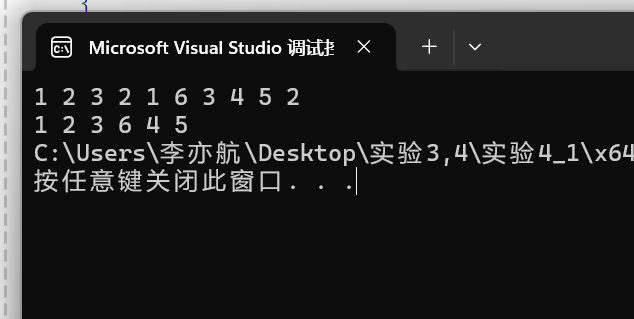 {
Microsoft Visual Studio 调试
1 2 3 2 1 6 3 4 5 2
1 2 3 6 4 5
C:\Users\李亦航\Desktop\实验3,4\实验4_1\x64
按任意键关闭此窗口. . .